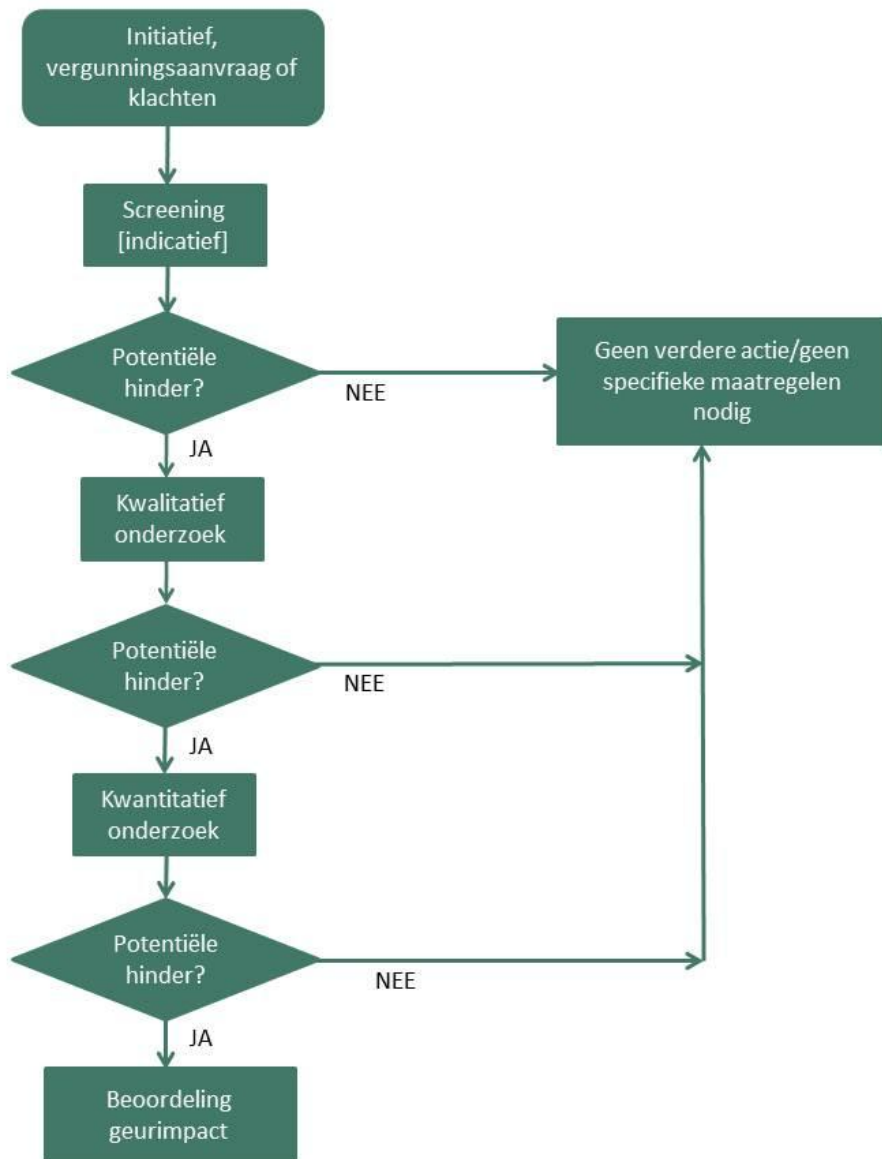 Initiatief,
vergunningsaanvraag of
klachten
Screening
[indicatief]
Potentiële
hinder?
NEE
Geen verdere actie/geen
specifieke maatregelen
nodig
JA
Kwalitatief
onderzoek
Potentiële
hinder?
NEE
JA
Kwantitatief
onderzoek
Potentiële
hinder?
NEE
JA
Beoordeling
geurimpact